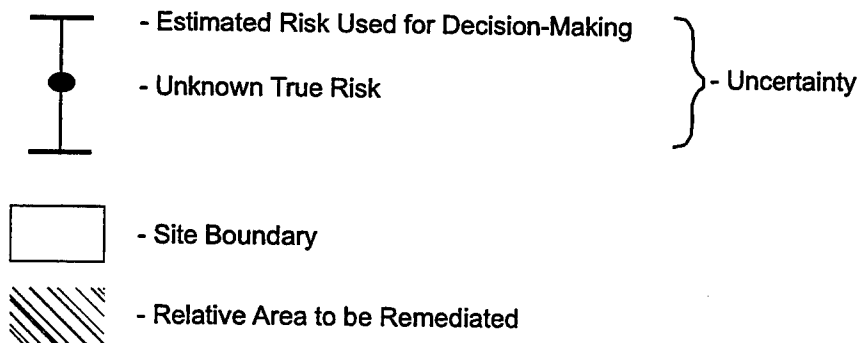 - Estimated Risk Used for Decision-Making
- Unknown True Risk
- Uncertainty
- Site Boundary
- Relative Area to be Remediated